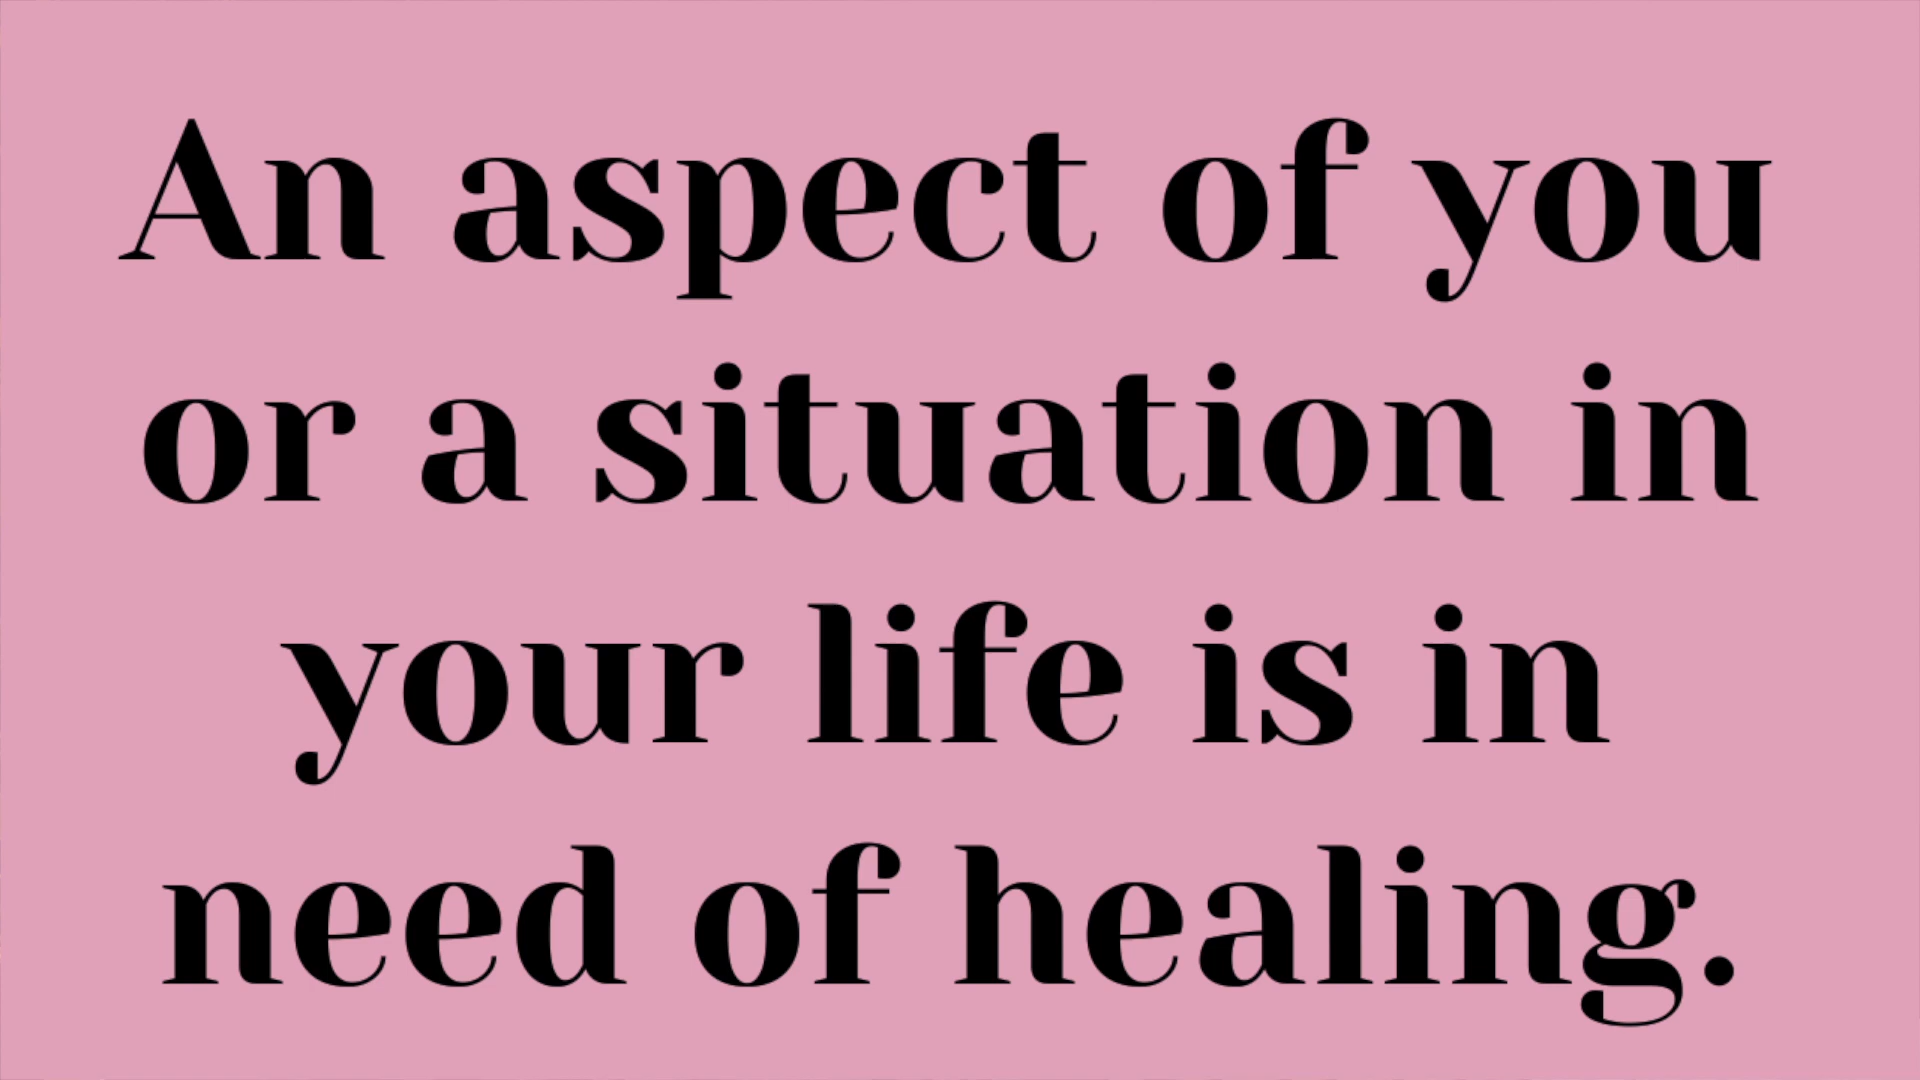 An aspect of you
or a situation in
your life is in
need of healing.